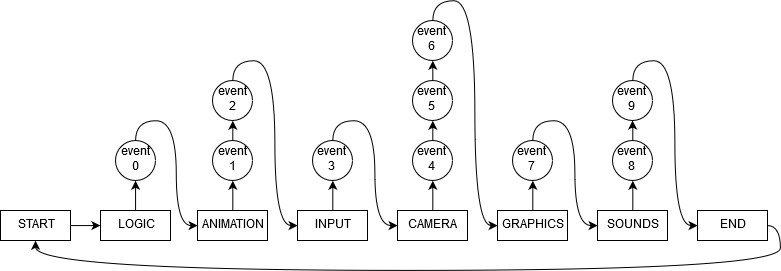 event
6
event
2
event
5
event
9
event
0
event
1
event
3
event
4
event
7
event
8
START
LOGIC
ANIMATION
INPUT
CAMERA
GRAPHICS
SOUNDS
END